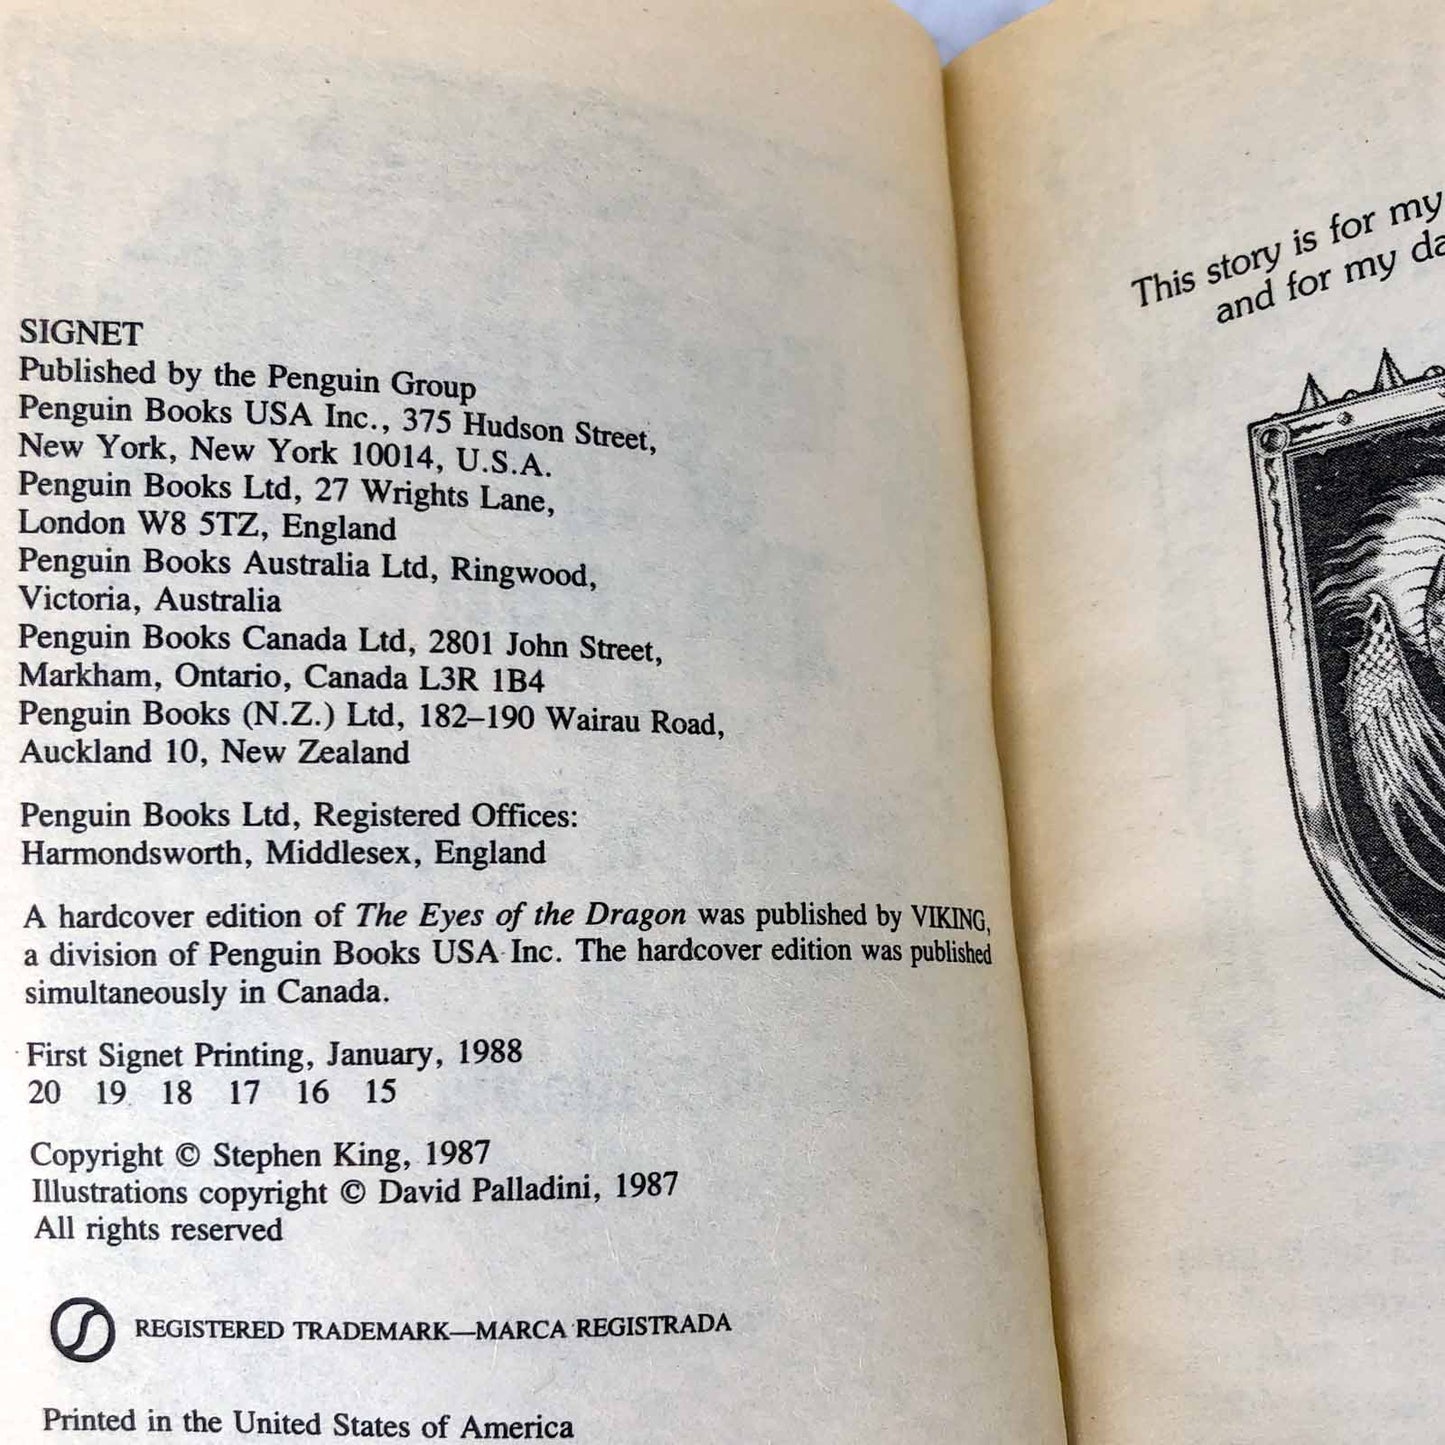 SIGNET
Published by the Penguin Group
Penguin Books USA Inc., 375 Hudson Street,
New York, New York 10014, U.S.A.
Penguin Books Ltd, 27 Wrights Lane,
London W8 5TZ, England
Penguin Books Australia Ltd, Ringwood,
Victoria, Australia
Penguin Books Canada Ltd, 2801 John Street,
Markham, Ontario, Canada L3R 1B4
Penguin Books (N.Z.) Ltd, 182–190 Wairau Road,
Auckland 10, New Zealand
Penguin Books Ltd, Registered Offices:
Harmondsworth, Middlesex, England
A hardcover edition of The Eyes of the Dragon was published by VIKING,
a division of Penguin Books USA Inc. The hardcover edition was published
simultaneously in Canada.
First Signet Printing, January, 1988
20 19 18 17 16 15
Copyright © Stephen King, 1987
Illustrations copyright © David Palladini, 1987
All rights reserved
REGISTERED TRADEMARK—MARCA REGISTRADA
Printed in the United States of America
This story is for my
and for my